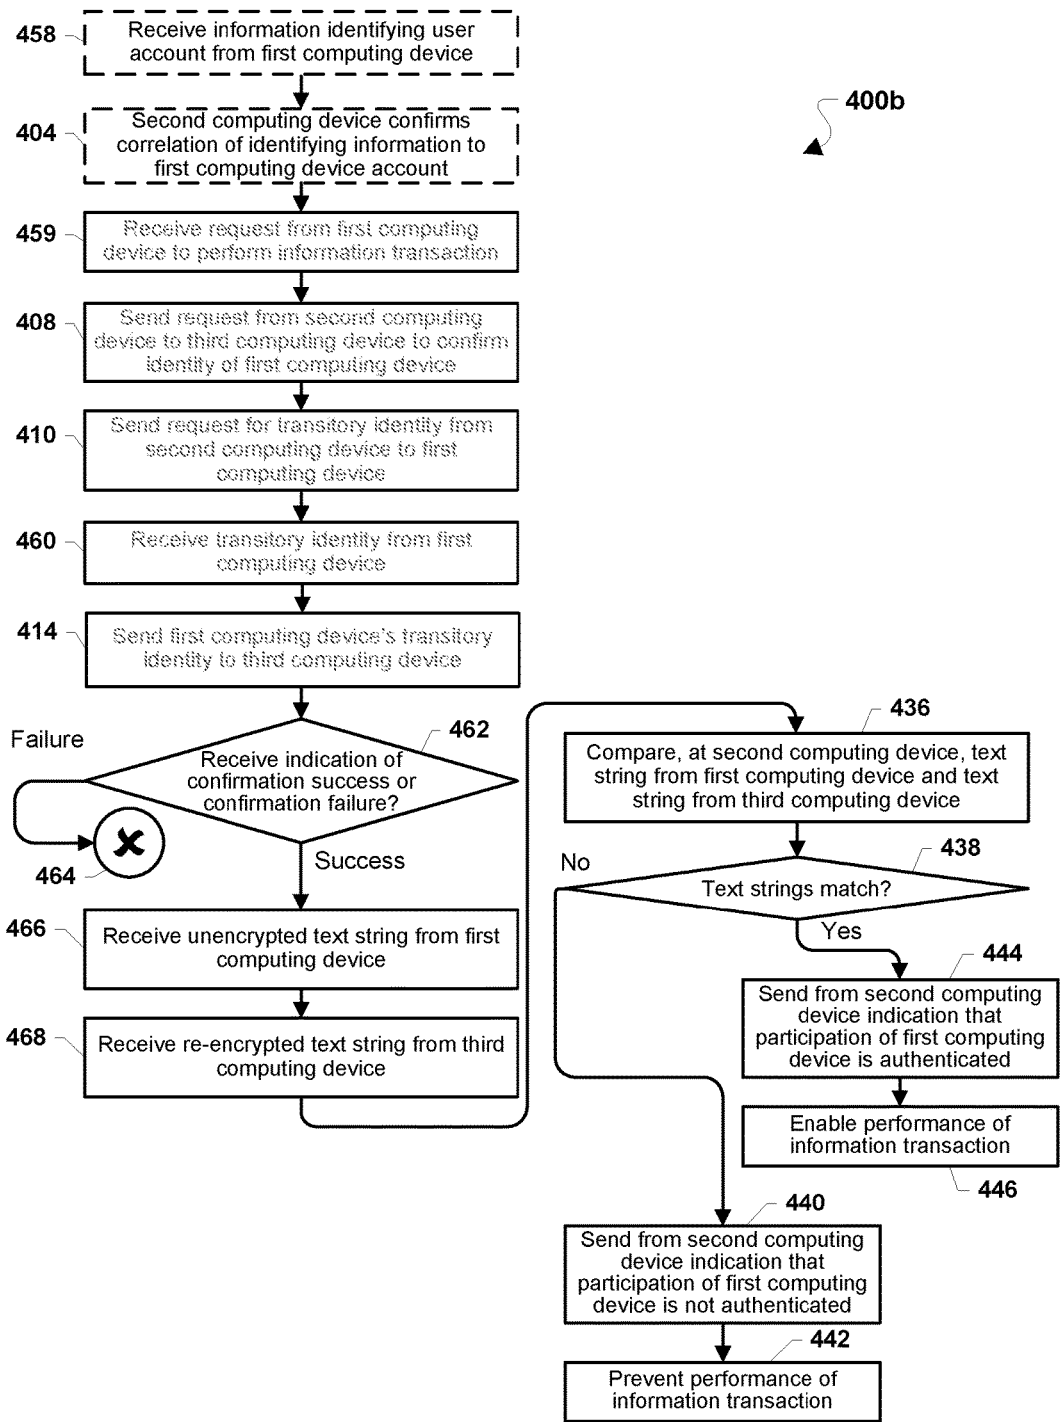 458
Receive information identifying user
account from first computing device
400b
404
Second computing device confirms
correlation of identifying information to
first computing device account
459
Receive request from first computing
device to perform information transaction
408
Send request from second computing
device to third computing device to confirm
identity of first computing device
410
Send request for transitory identity from
second computing device to first
computing device
460
Receive transitory identity from first
computing device
414
Send first computing device's transitory
identity to third computing device
462
Failure
Receive indication of
confirmation success or
confirmation failure?
464
Success
466
Receive unencrypted text string from first
computing device
468
Receive re-encrypted text string from third
computing device
436
Compare, at second computing device, text
string from first computing device and text
string from third computing device
438
No
Text strings match?
Yes
444
Send from second computing
device indication that
participation of first computing
device is authenticated
Enable performance of
information transaction
446
440
Send from second computing
device indication that
participation of first computing
device is not authenticated
442
Prevent performance of
information transaction